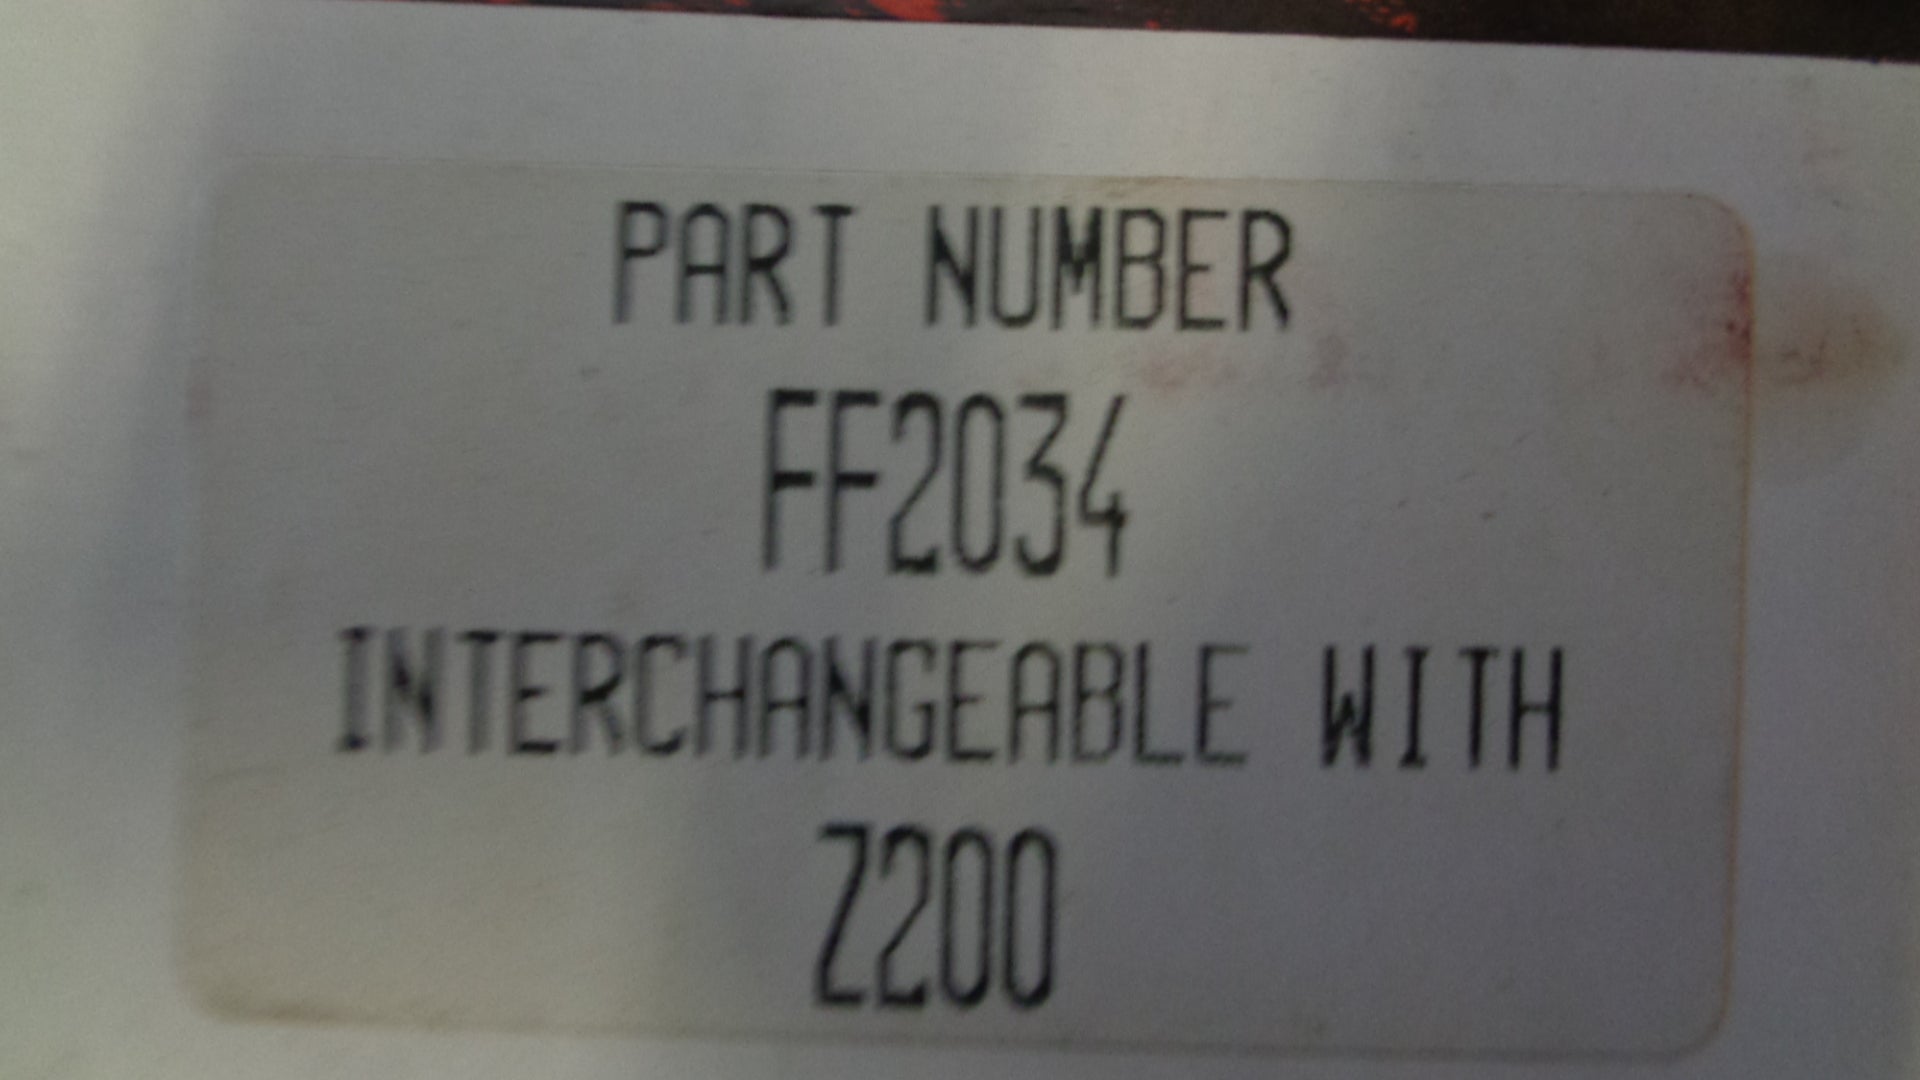 PART NUMBER
FF2034
INTERCHANGEABLE WITH
Z200